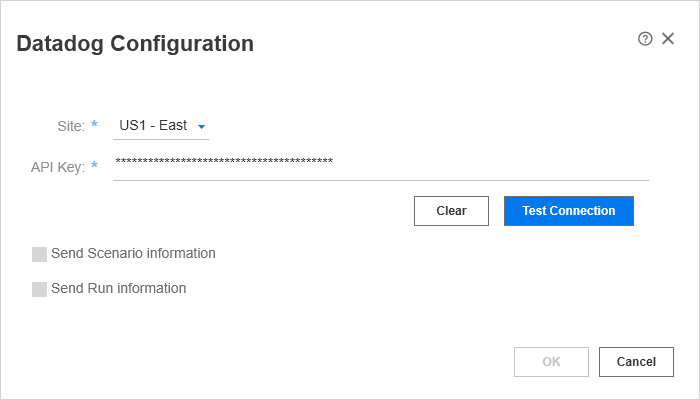 Datadog Configuration
Site: * US1 - East
API Key: * *****************************************
Clear Test Connection
Send Scenario information
Send Run information
OK Cancel